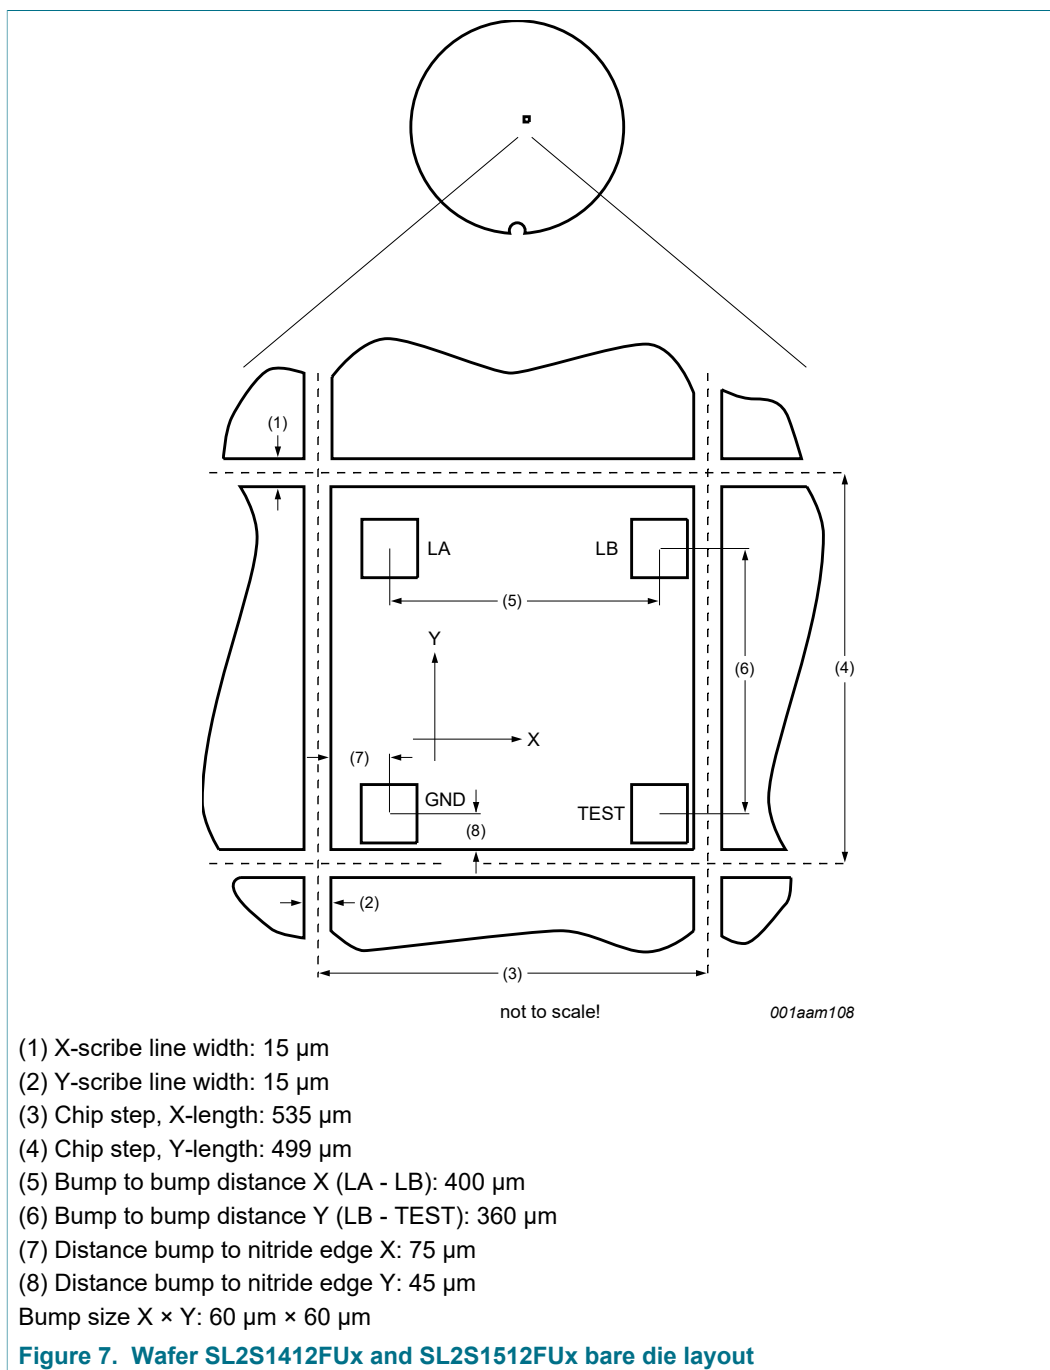 (1)
LA
LB
(5)
Y
(6)
(4)
X
(7)
GND
TEST
(8)
(2)
(3)
not to scale!
001aam108
(1) X-scribe line width: 15 µm
(2) Y-scribe line width: 15 µm
(3) Chip step, X-length: 535 µm
(4) Chip step, Y-length: 499 µm
(5) Bump to bump distance X (LA - LB): 400 µm
(6) Bump to bump distance Y (LB - TEST): 360 µm
(7) Distance bump to nitride edge X: 75 µm
(8) Distance bump to nitride edge Y: 45 µm
Bump size X × Y: 60 µm × 60 µm
Figure 7. Wafer SL2S1412FUx and SL2S1512FUx bare die layout